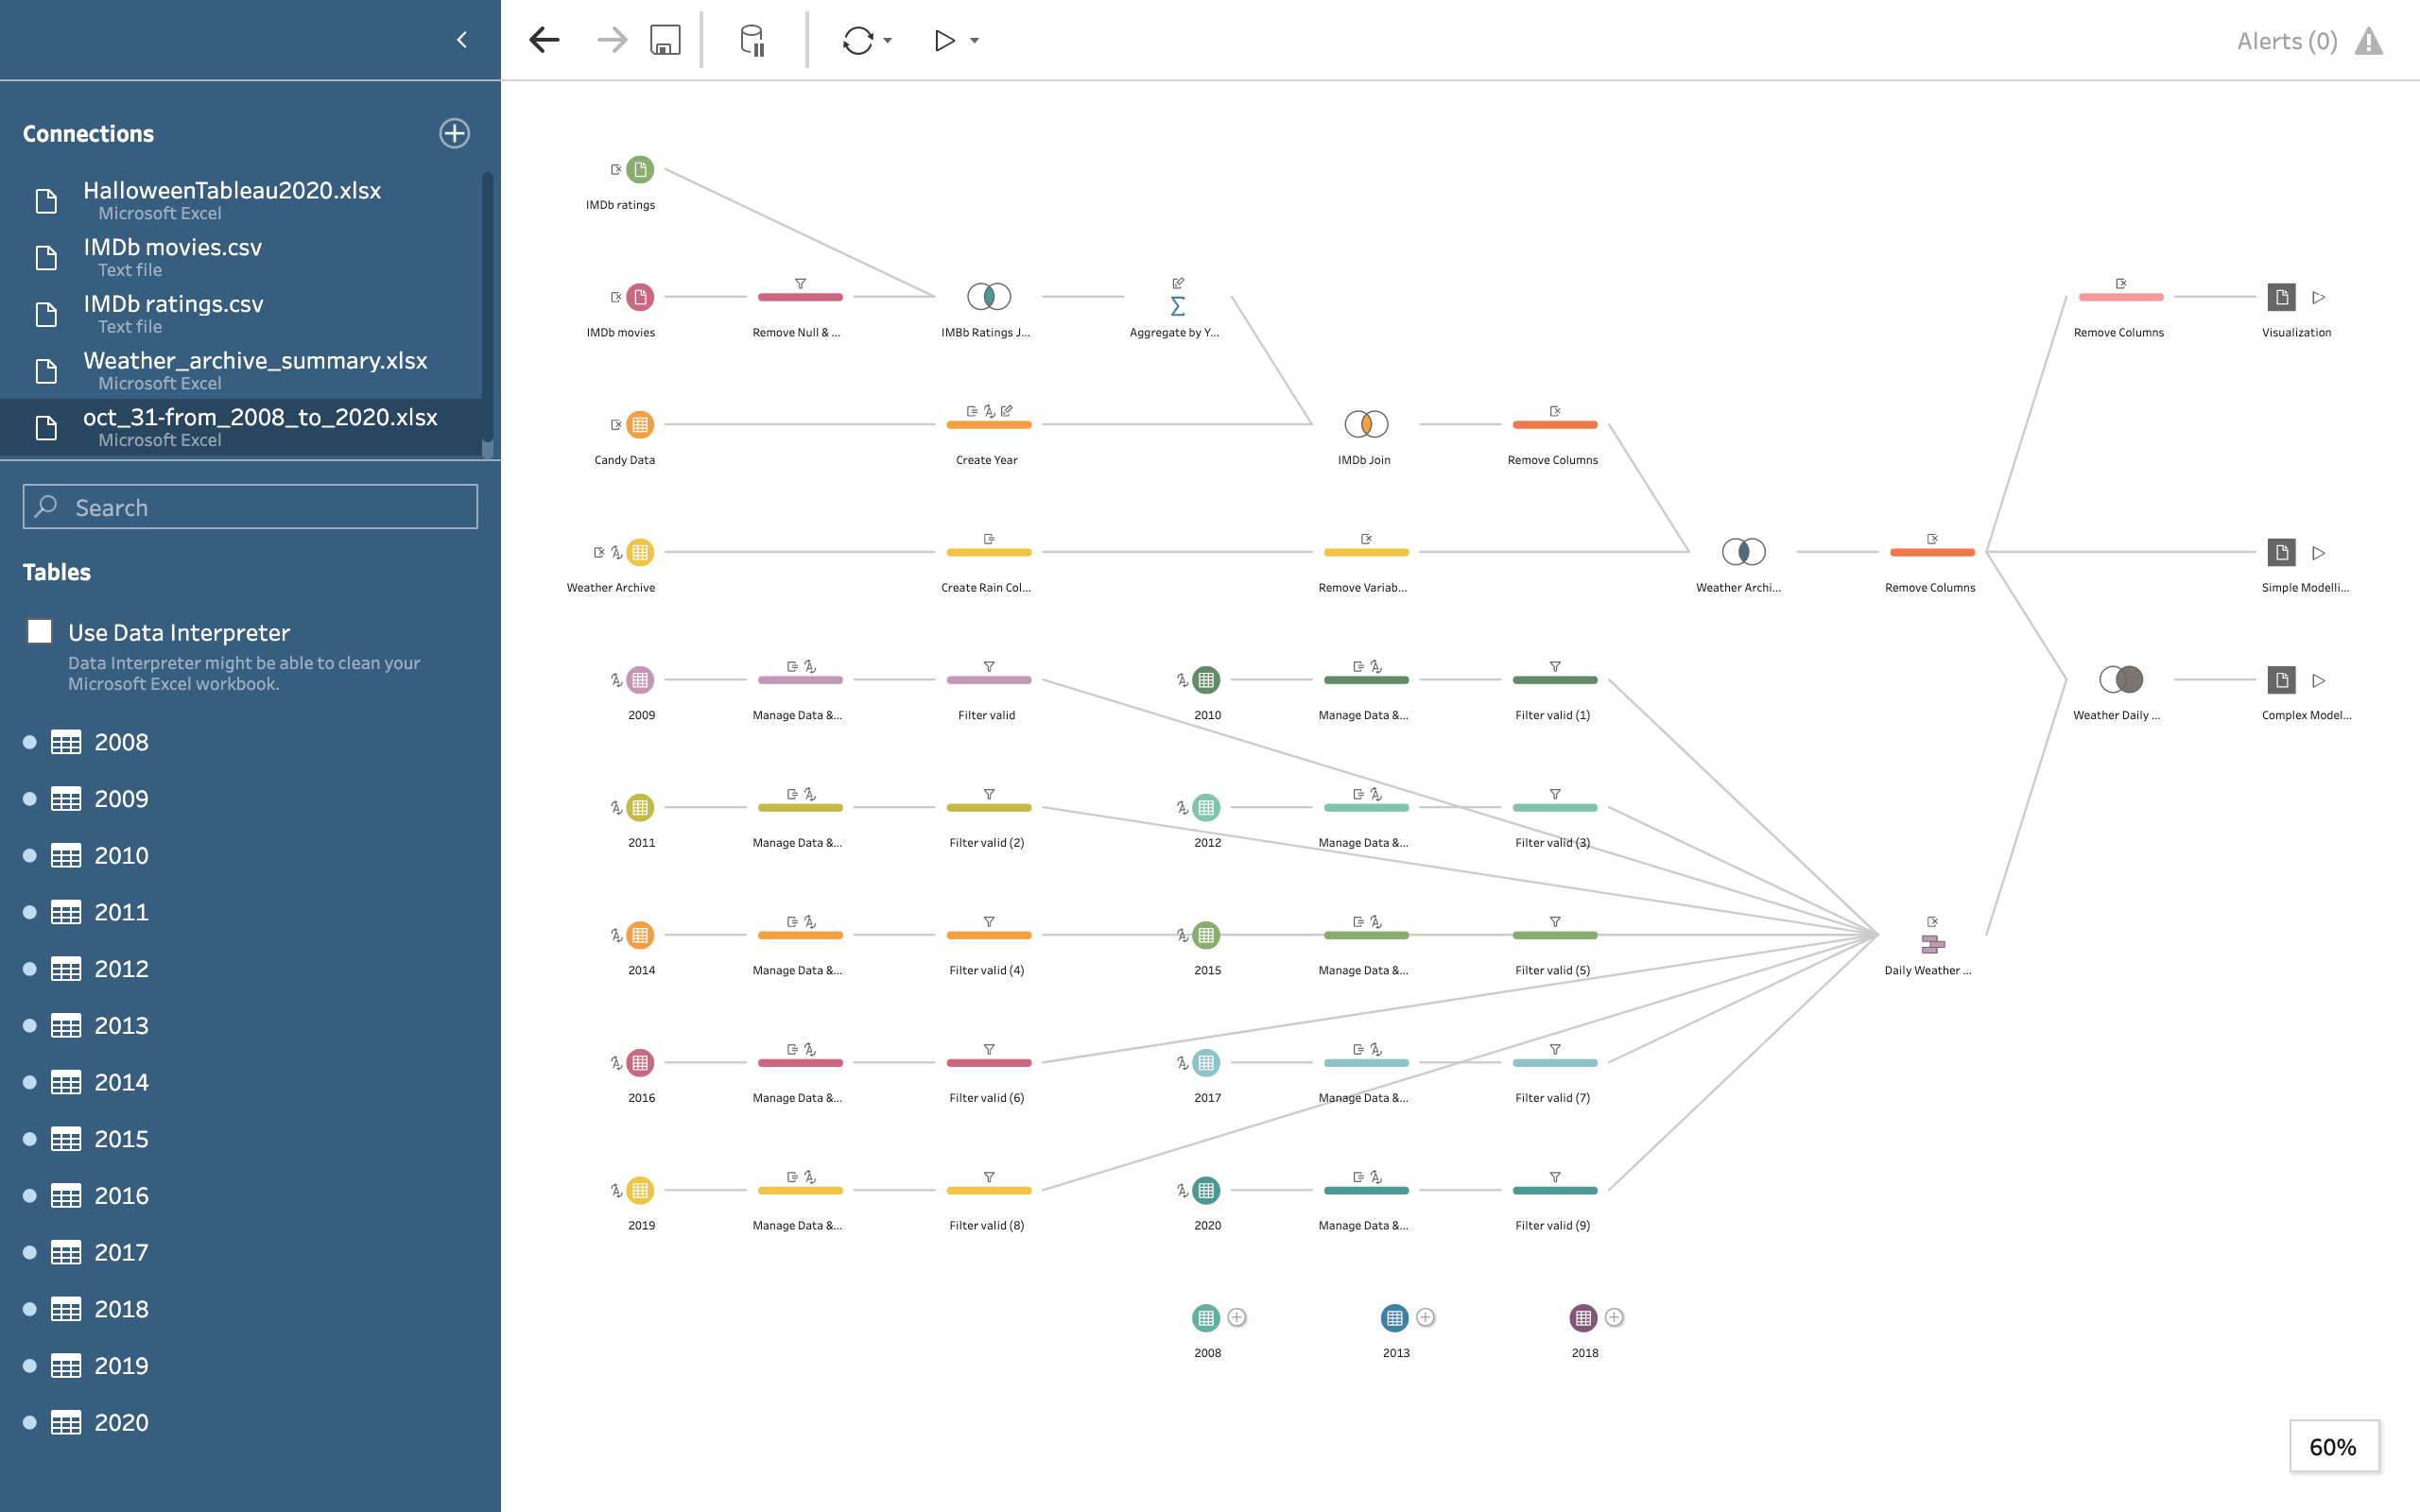 Alerts (0)
Connections
HalloweenTableau2020.xlsx
Microsoft Excel
IMDb movies.csv
Text file
IMDb ratings.csv
Text file
Weather_archive_summary.xlsx
Microsoft Excel
oct_31-from_2008_to_2020.xlsx
Microsoft Excel
Search
Tables
Use Data Interpreter
Data Interpreter might be able to clean your
Microsoft Excel workbook.
2008
2009
2010
2011
2012
2013
2014
2015
2016
2017
2018
2019
2020
IMDb ratings
IMDb movies
Remove Null & ...
IMBb Ratings J...
Aggregate by Y...
Remove Columns
Visualization
Candy Data
Create Year
IMDb Join
Remove Columns
Weather Archive
Create Rain Col...
Remove Variab...
Weather Archi...
Remove Columns
Simple Modelli...
2009
Manage Data &...
Filter valid
2010
Manage Data &...
Filter valid (1)
Weather Daily ...
Complex Model...
2011
Manage Data &...
Filter valid (2)
2012
Manage Data &...
Filter valid (3)
2014
Manage Data &...
Filter valid (4)
2015
Manage Data &...
Filter valid (5)
Daily Weather ...
2016
Manage Data &...
Filter valid (6)
2017
Manage Data &...
Filter valid (7)
2019
Manage Data &...
Filter valid (8)
2020
Manage Data &...
Filter valid (9)
2008
2013
2018
60%